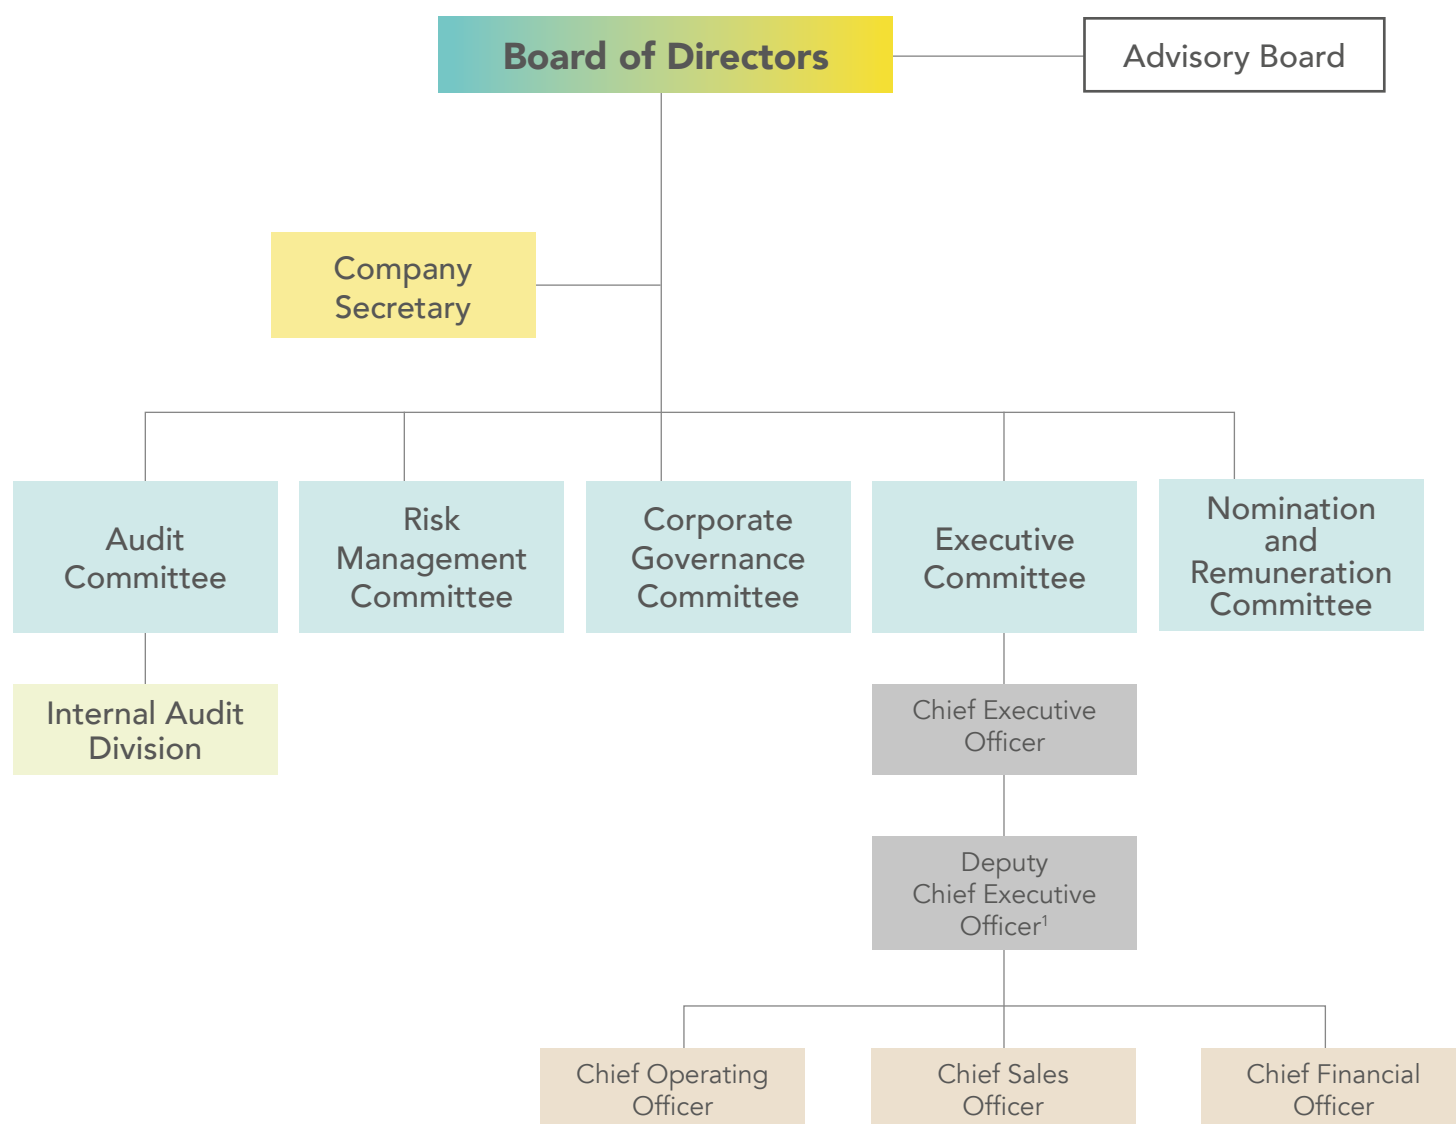 Board of Directors
Advisory Board
Company
Secretary
Audit
Committee
Risk
Management
Committee
Corporate
Governance
Committee
Executive
Committee
Nomination
and
Remuneration
Committee
Internal Audit
Division
Chief Executive
Officer
Deputy
Chief Executive
Officer¹
Chief Operating
Officer
Chief Sales
Officer
Chief Financial
Officer